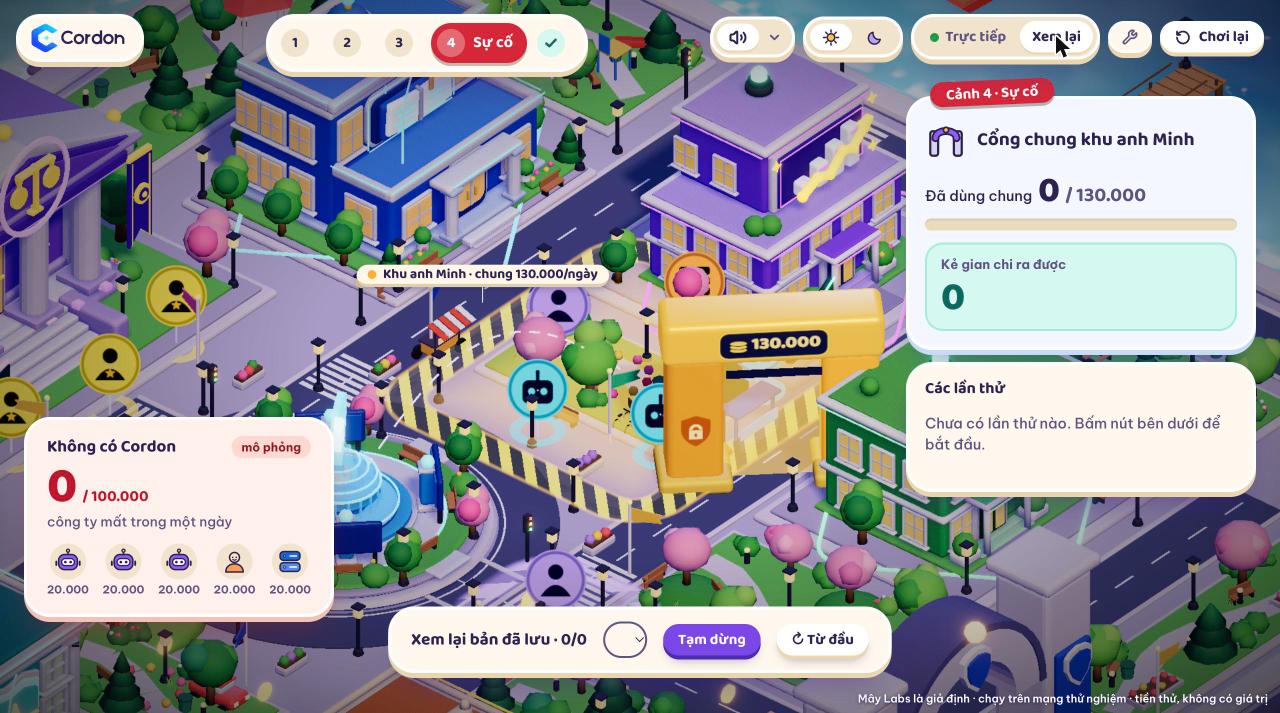 Cordon
1
2
3
4 Sự cố
Trực tiếp
Xem lại
Chơi lại
Cảnh 4 · Sự cố
Cổng chung khu anh Minh
Đã dùng chung 0 / 130.000
Kẻ gian chi ra được
0
Các lần thử
Chưa có lần thử nào. Bấm nút bên dưới để
bắt đầu.
Khu anh Minh · chung 130.000/ngày
130.000
Không có Cordon
mô phỏng
0 / 100.000
công ty mất trong một ngày
20.000 20.000 20.000 20.000 20.000
Xem lại bản đã lưu · 0/0
Tạm dừng
Từ đầu
Mây Labs là giả định · chạy trên mạng thử nghiệm · tiền thử, không có giá trị